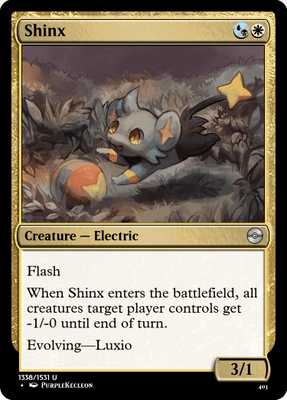 Shinx
Creature — Electric
Flash
When Shinx enters the battlefield, all
creatures target player controls get
-1/-0 until end of turn.
Evolving—Luxio
3/1
1338/1531 U
• PurpleKecleon